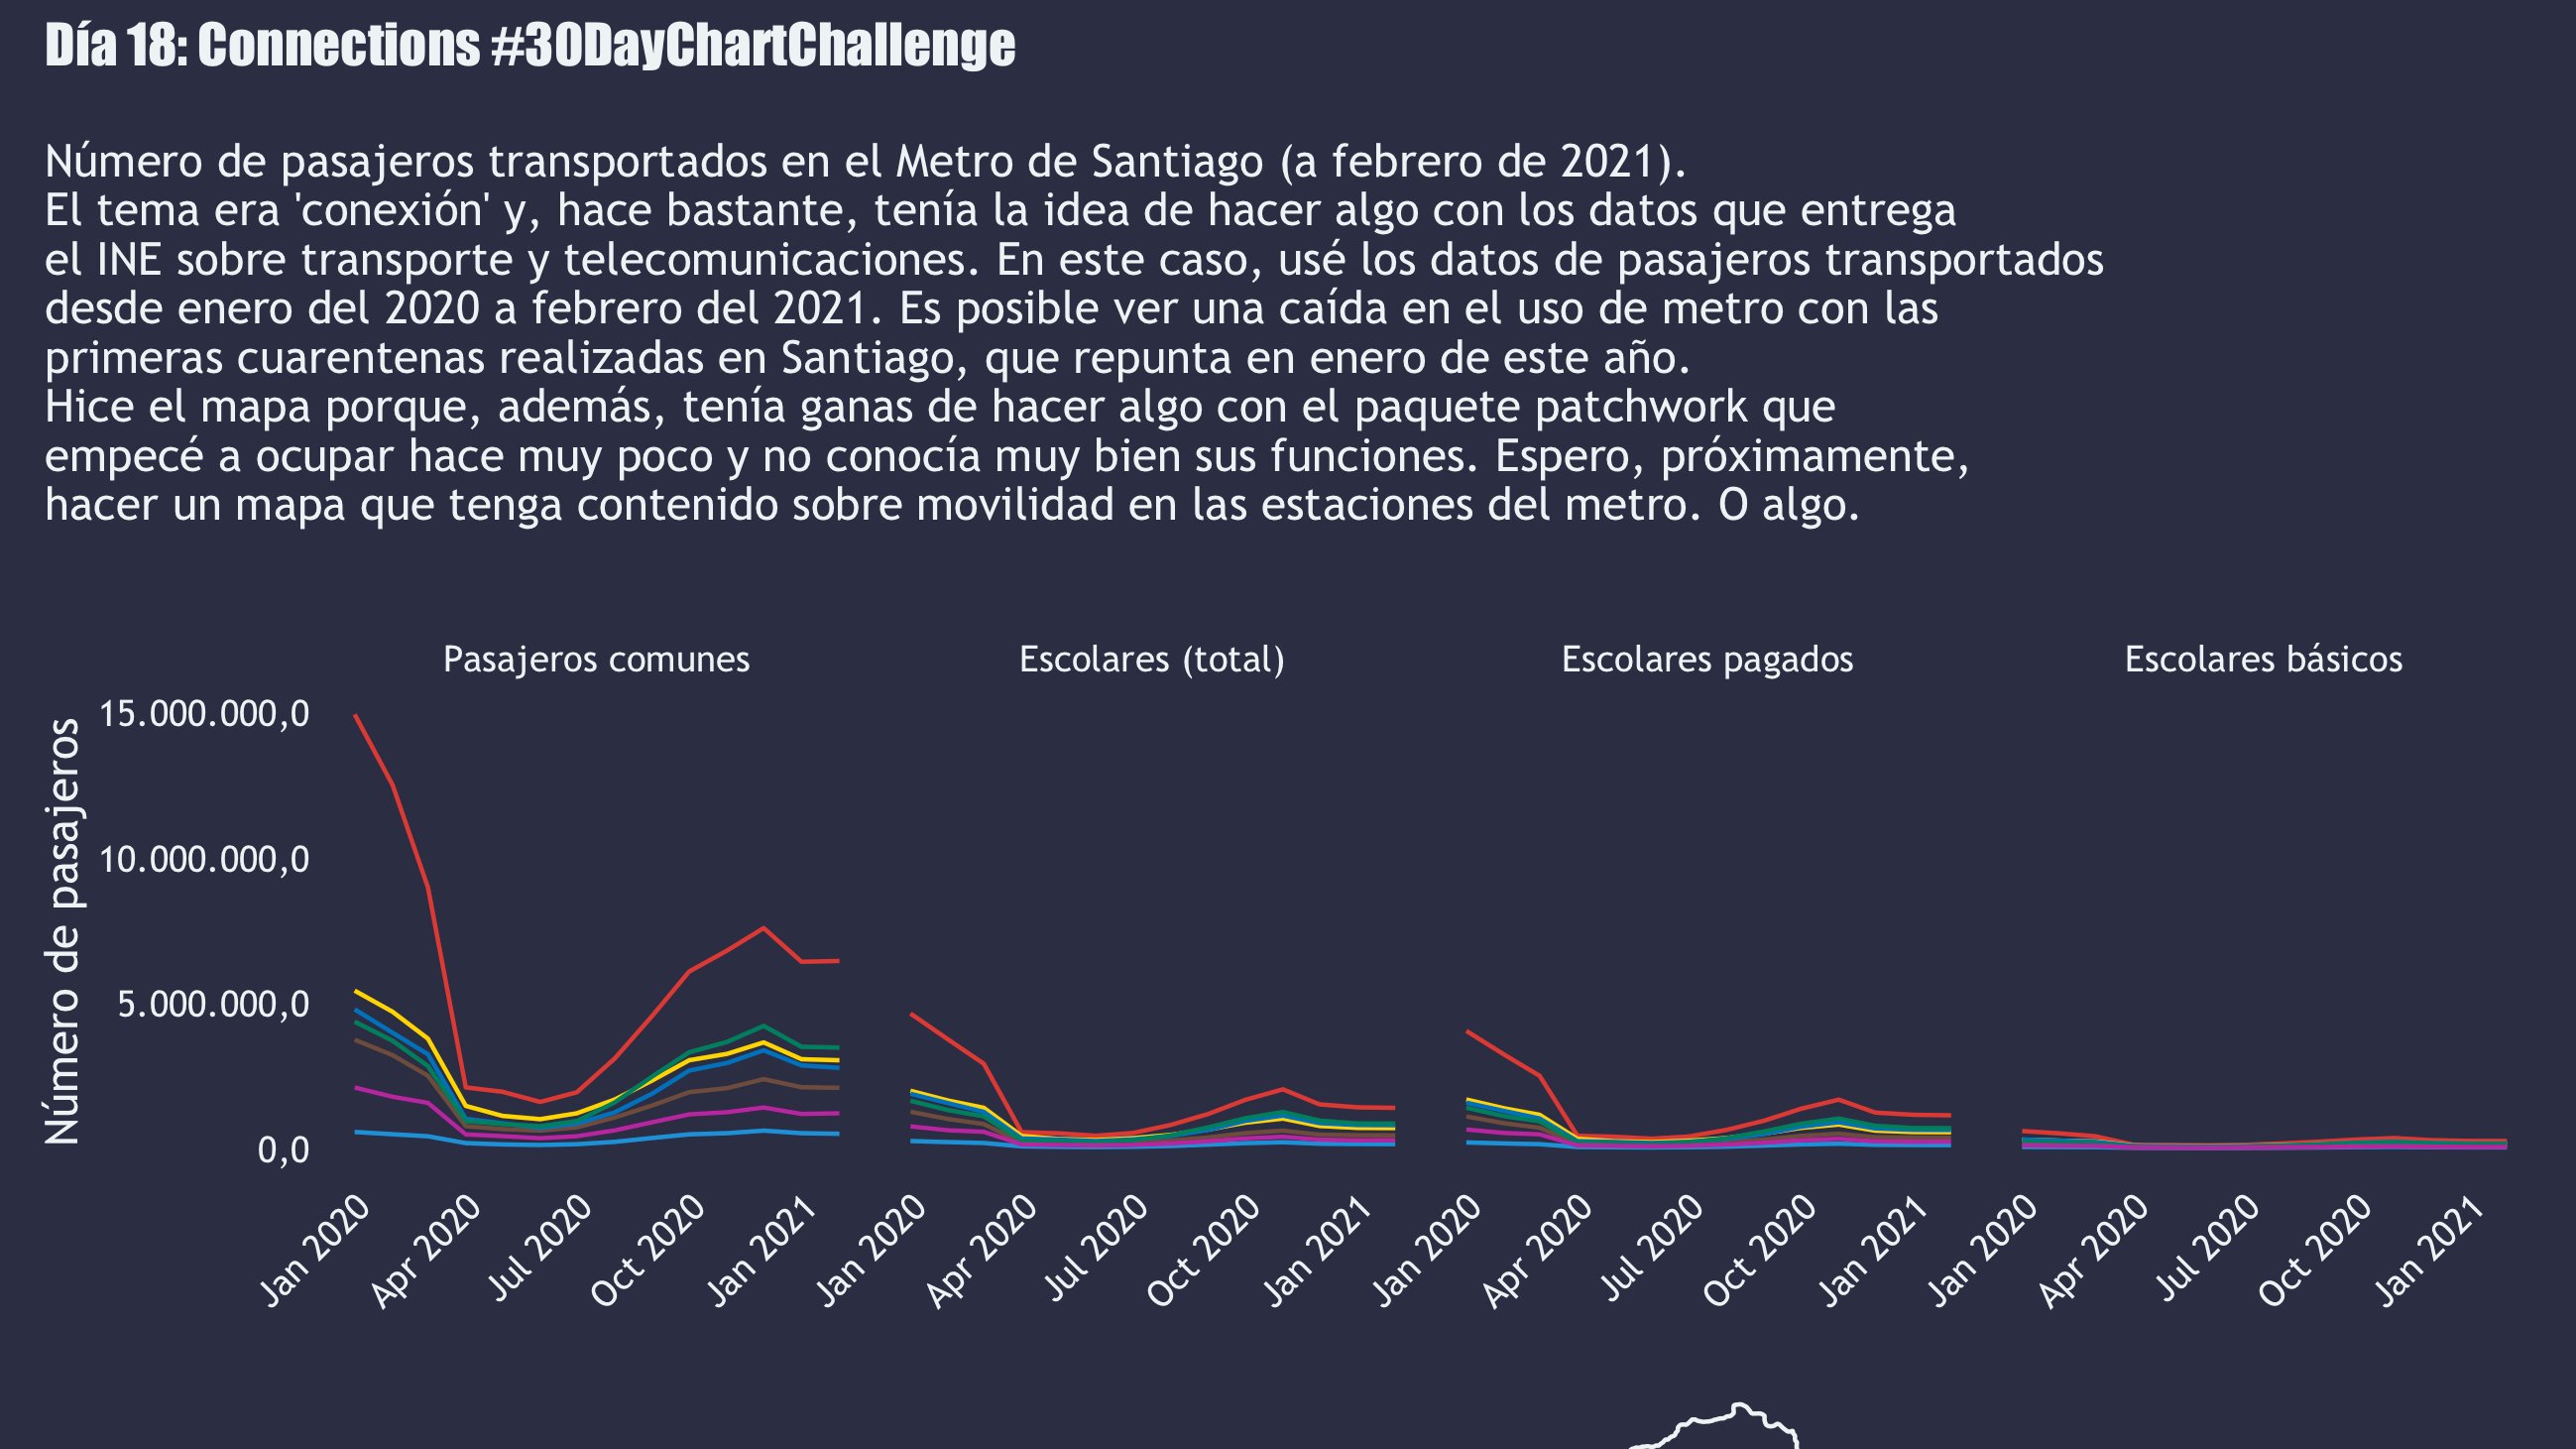 Día 18: Connections #30DayChartChallenge
Número de pasajeros transportados en el Metro de Santiago (a febrero de 2021).
El tema era 'conexión' y, hace bastante, tenía la idea de hacer algo con los datos que entrega
el INE sobre transporte y telecomunicaciones. En este caso, usé los datos de pasajeros transportados
desde enero del 2020 a febrero del 2021. Es posible ver una caída en el uso de metro con las
primeras cuarentenas realizadas en Santiago, que repunta en enero de este año.
Hice el mapa porque, además, tenía ganas de hacer algo con el paquete patchwork que
empecé a ocupar hace muy poco y no conocía muy bien sus funciones. Espero, próximamente,
hacer un mapa que tenga contenido sobre movilidad en las estaciones del metro. O algo.
Pasajeros comunes
Escolares (total)
Escolares pagados
Escolares básicos
Número de pasajeros
15.000.000,0
10.000.000,0
5.000.000,0
0,0
Jan 2020
Apr 2020
Jul 2020
Oct 2020
Jan 2021
Jan 2020
Apr 2020
Jul 2020
Oct 2020
Jan 2021
Jan 2020
Apr 2020
Jul 2020
Oct 2020
Jan 2021
Jan 2020
Apr 2020
Jul 2020
Oct 2020
Jan 2021